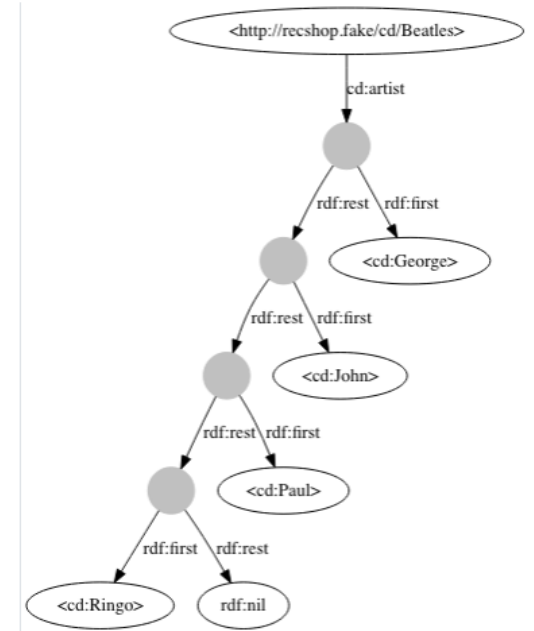 <http://recshop.fake/cd/Beatles>
cd:artist
rdf:rest rdf:first
<cd:George>
rdf:rest rdf:first
<cd:John>
rdf:rest rdf:first
<cd:Paul>
rdf:first rdf:rest
<cd:Ringo> rdf:nil